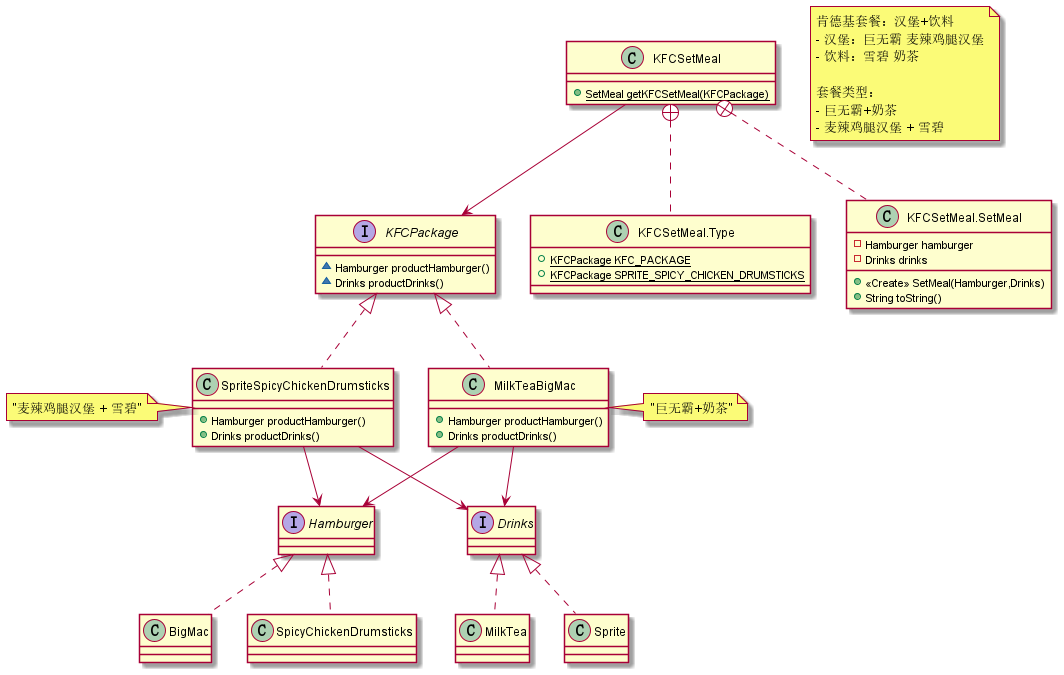 肯德基套餐：汉堡+饮料
- 汉堡：巨无霸 麦辣鸡腿汉堡
- 饮料：雪碧 奶茶
套餐类型：
- 巨无霸+奶茶
- 麦辣鸡腿汉堡 + 雪碧
C KFCSetMeal
SetMeal getKFCSetMeal(KFCPackage)
I KFCPackage
Hamburger productHamburger()
Drinks productDrinks()
C KFCSetMeal.Type
KFCPackage KFC_PACKAGE
KFCPackage SPRITE_SPICY_CHICKEN_DRUMSTICKS
C KFCSetMeal.SetMeal
Hamburger hamburger
Drinks drinks
«Create» SetMeal(Hamburger,Drinks)
String toString()
"麦辣鸡腿汉堡 + 雪碧"
C SpriteSpicyChickenDrumsticks
Hamburger productHamburger()
Drinks productDrinks()
C MilkTeaBigMac
Hamburger productHamburger()
Drinks productDrinks()
"巨无霸+奶茶"
I Hamburger
I Drinks
C BigMac
C SpicyChickenDrumsticks
C MilkTea
C Sprite